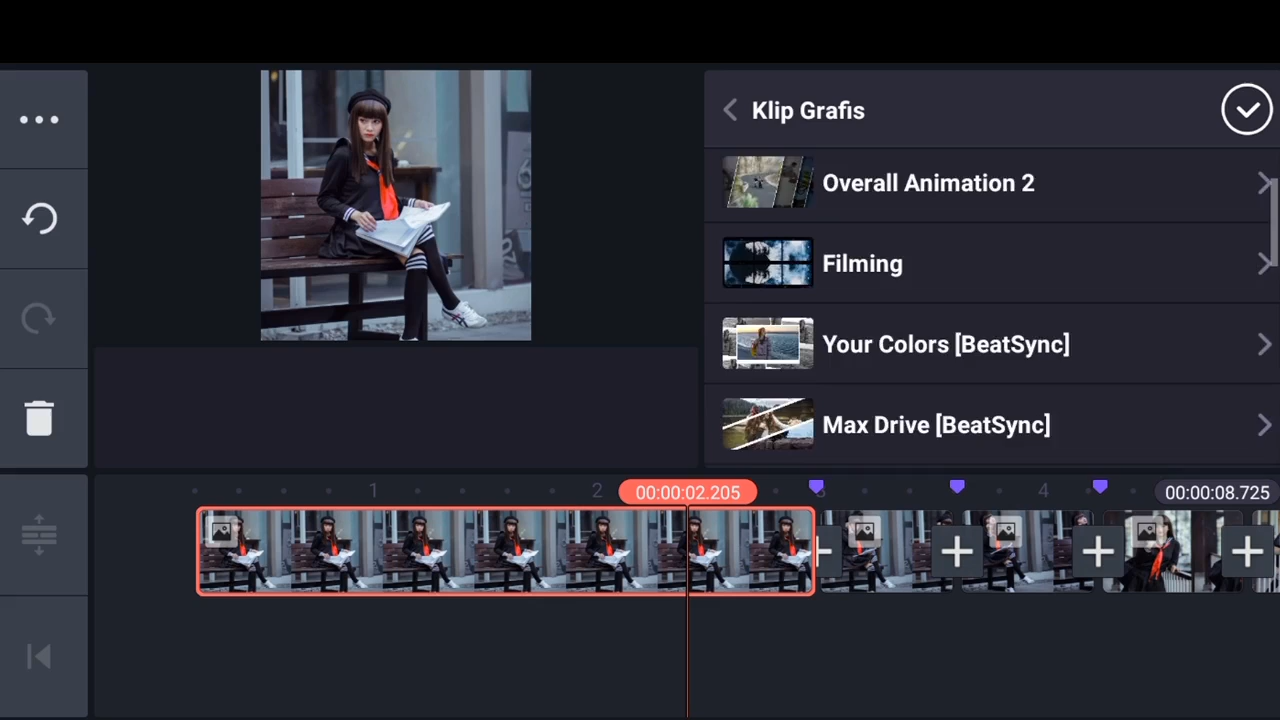 Klip Grafis
Overall Animation 2
Filming
Your Colors [BeatSync]
Max Drive [BeatSync]
1
2
00:00:02.205
3
4
00:00:08.725